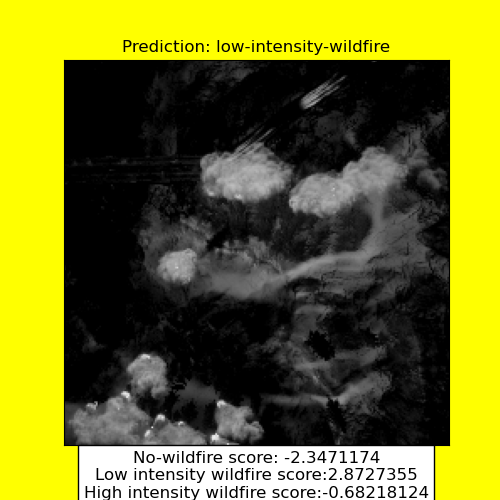 Prediction: low-intensity-wildfire
No-wildfire score: -2.3471174
Low intensity wildfire score:2.8727355
High intensity wildfire score:-0.68218124